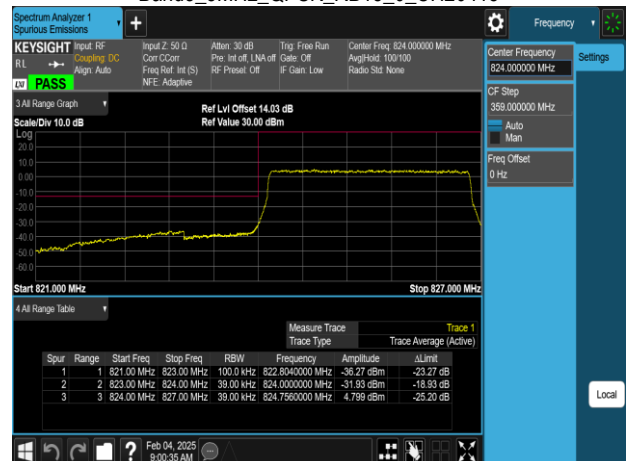 Spectrum Analyzer 1
Spurious Emissions
Frequency
KEYSIGHT
RL
Input: RF
Coupling: DC
Align: Auto
Input Z: 50 Ω
Corr CCorr
Freq Ref: Int (S)
NFE: Adaptive
Atten: 30 dB
Pre: Int off, LNA off
RF Preset: Off
Trig: Free Run
Gate: Off
IF Gain: Low
Center Freq: 824.000000 MHz
Avg|Hold: 100/100
Radio Std: None
LXI PASS
3 All Range Graph
Scale/Div 10.0 dB
Ref Lvl Offset 14.03 dB
Ref Value 30.00 dBm
Log
20.0
10.0
0.00
-10.0
-20.0
-30.0
-40.0
-50.0
-60.0
Start 821.000 MHz
Stop 827.000 MHz
4 All Range Table
Measure Trace Trace 1
Trace Type Trace Average (Active)
Spur Range Start Freq Stop Freq RBW Frequency Amplitude ΔLimit
1 1 821.00 MHz 823.00 MHz 100.0 kHz 822.8040000 MHz -36.27 dBm -23.27 dB
2 2 823.00 MHz 824.00 MHz 39.00 kHz 824.0000000 MHz -31.93 dBm -18.93 dB
3 3 824.00 MHz 827.00 MHz 39.00 kHz 824.7560000 MHz 4.799 dBm -25.20 dB
Feb 04, 2025
9:00:35 AM
Center Frequency
824.000000 MHz
Settings
CF Step
359.000000 MHz
Auto
Man
Freq Offset
0 Hz
Local